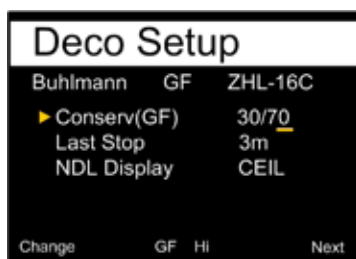 Deco Setup
Buhlmann GF ZHL-16C
Conserv(GF) 30/70
Last Stop 3m
NDL Display CEIL
Change GF Hi Next